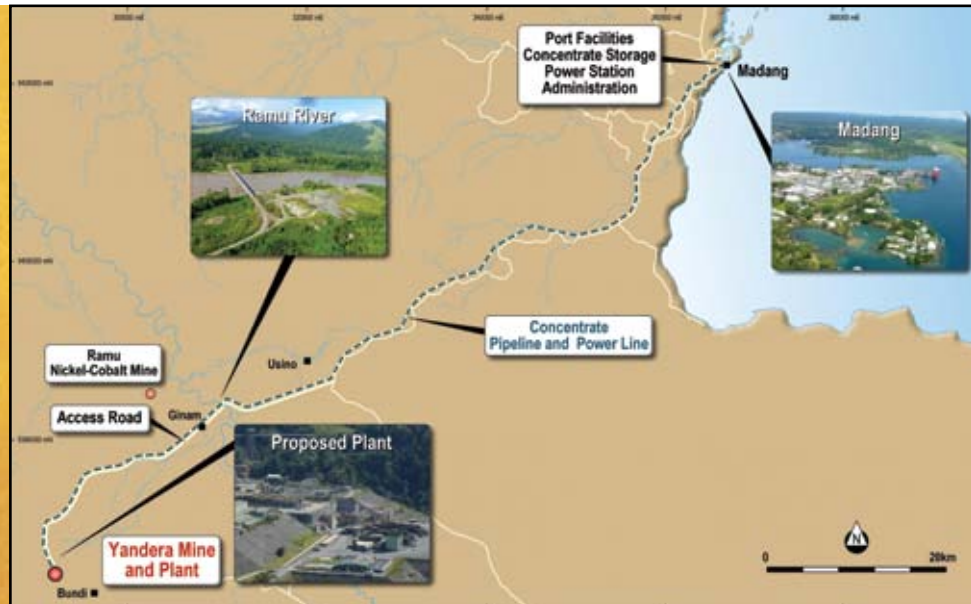 Port Facilities
Concentrate Storage
Power Station
Administration
Madang
Ramu River
Madang
Concentrate
Pipeline and Power Line
Usino
Ramu
Nickel-Cobalt Mine
Access Road
Ginam
Proposed Plant
Yandera Mine
and Plant
Bundi
N
0
20km